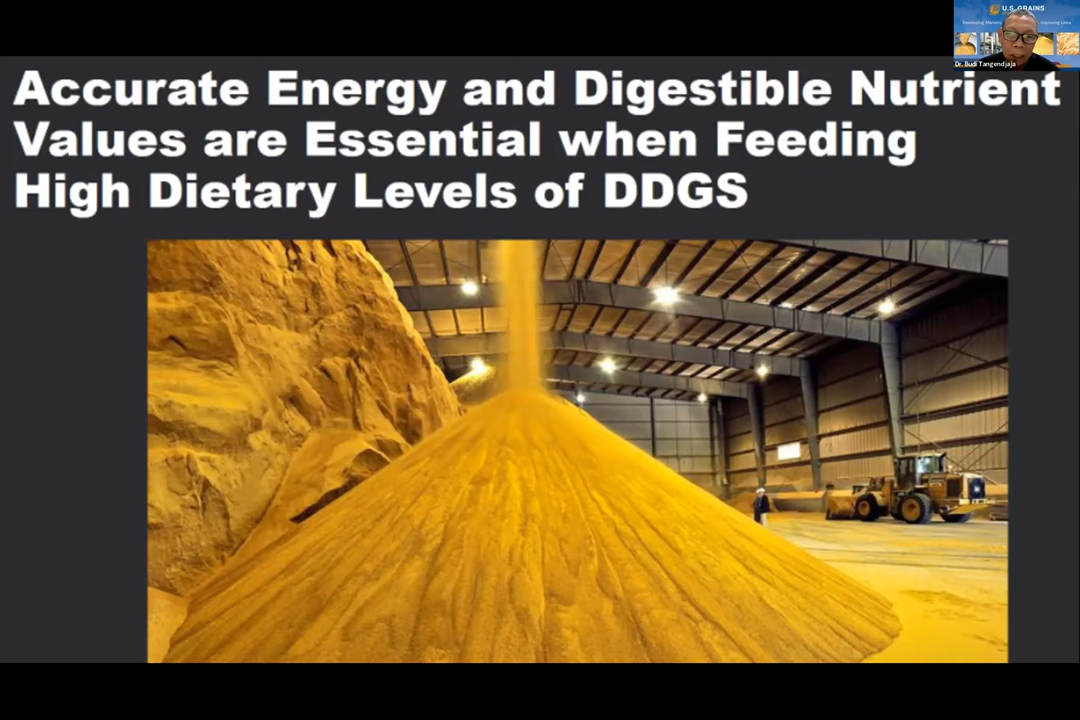 U.S. GRAINS
Dr. Budi Tangendjaja
Accurate Energy and Digestible Nutrient
Values are Essential when Feeding
High Dietary Levels of DDGS